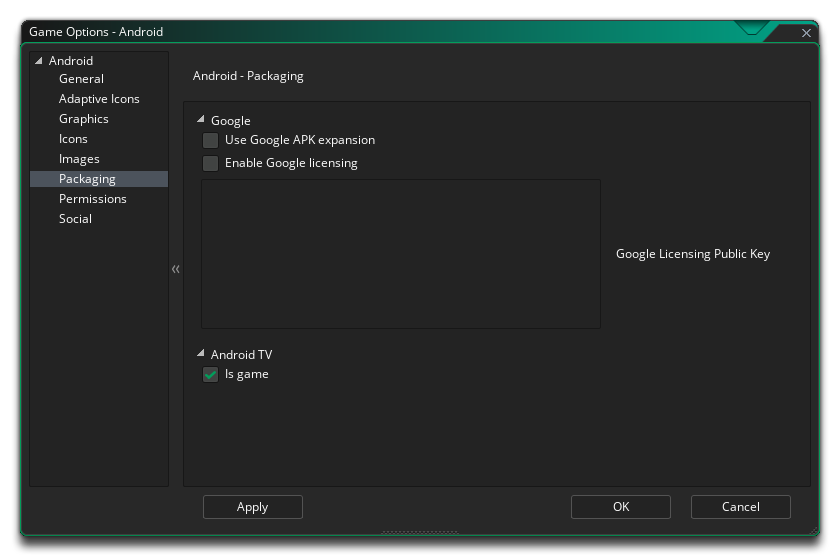 Game Options - Android
Android
General
Adaptive Icons
Graphics
Icons
Images
Packaging
Permissions
Social
Android - Packaging
Google
Use Google APK expansion
Enable Google licensing
Google Licensing Public Key
Android TV
Is game
Apply
OK
Cancel